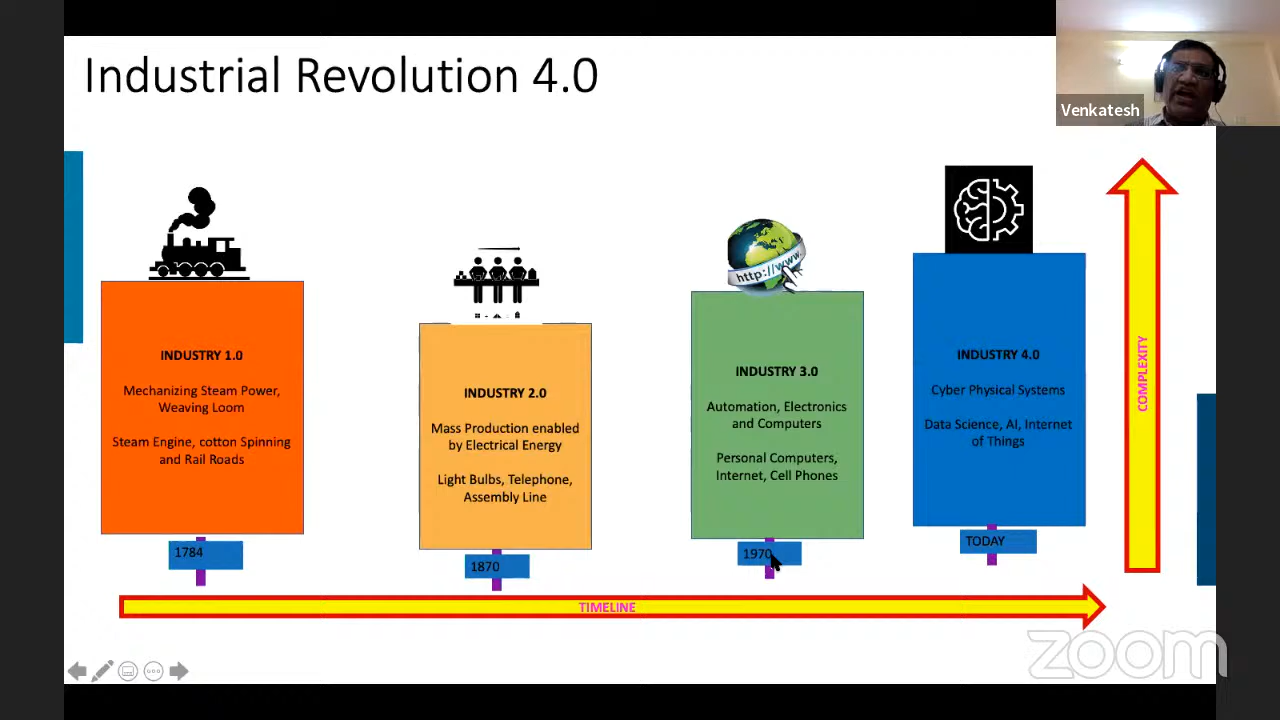 Industrial Revolution 4.0
Venkatesh
http://www.
INDUSTRY 1.0
Mechanizing Steam Power,
Weaving Loom
Steam Engine, cotton Spinning
and Rail Roads
1784
INDUSTRY 2.0
Mass Production enabled
by Electrical Energy
Light Bulbs, Telephone,
Assembly Line
1870
INDUSTRY 3.0
Automation, Electronics
and Computers
Personal Computers,
Internet, Cell Phones
1970
INDUSTRY 4.0
Cyber Physical Systems
Data Science, AI, Internet
of Things
TODAY
COMPLEXITY
TIMELINE
zoom